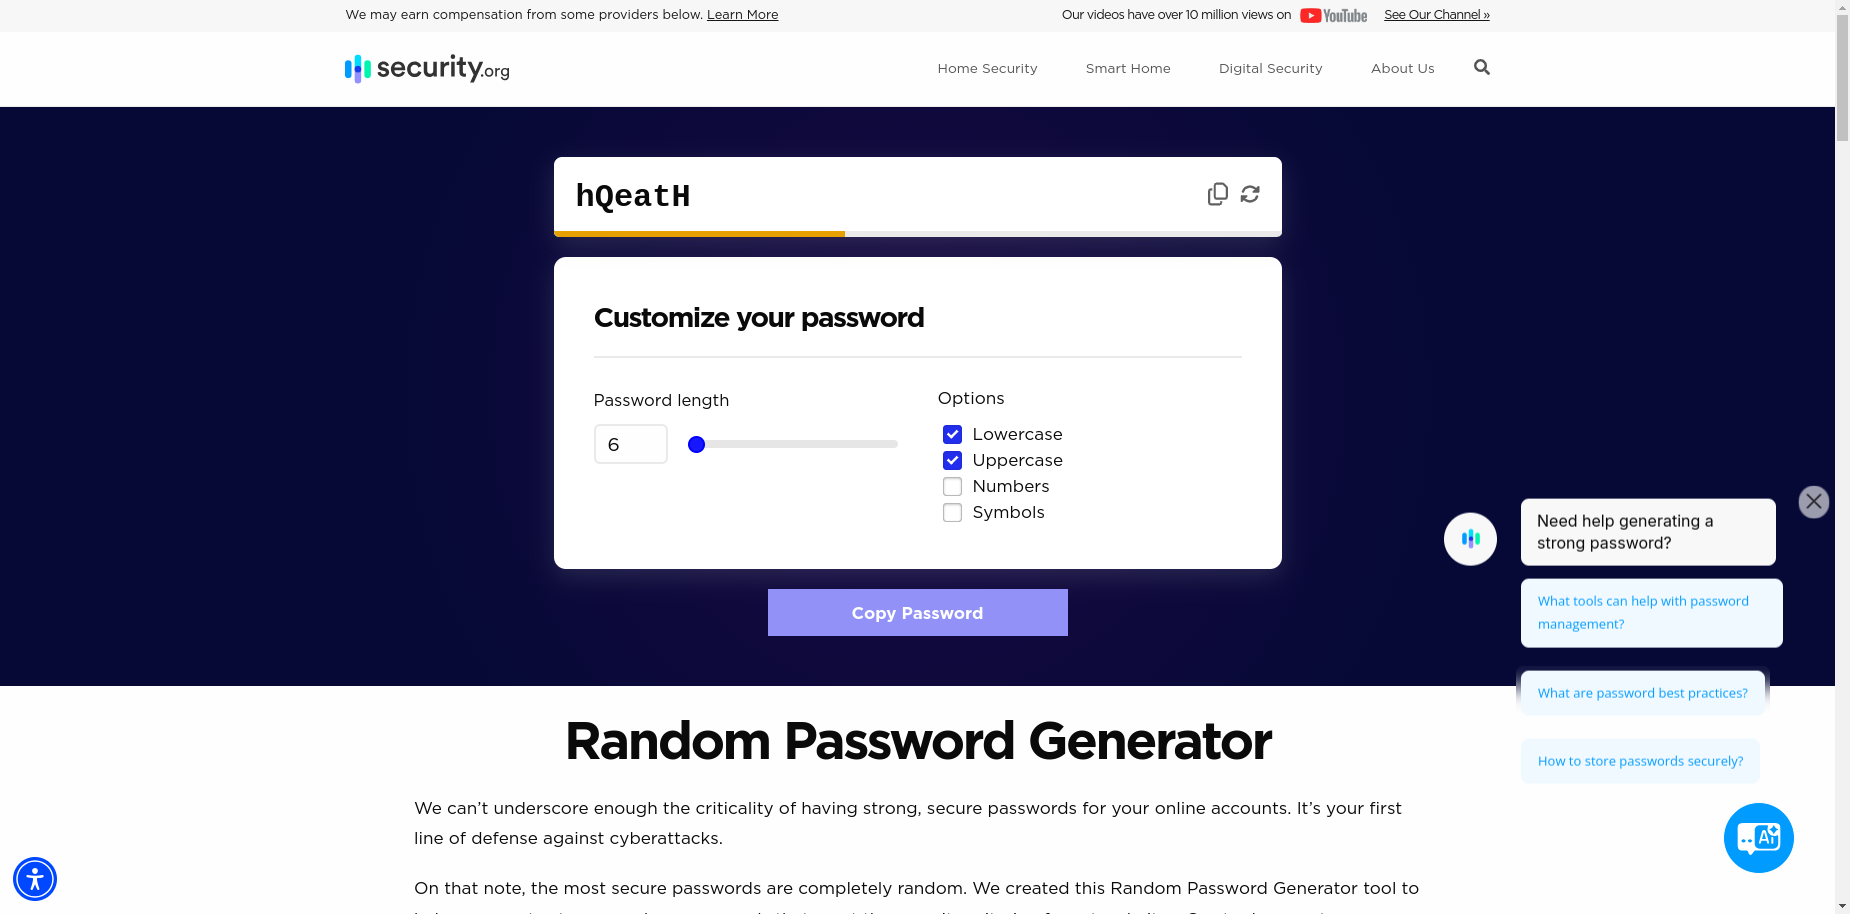 We may earn compensation from some providers below. Learn More
Our videos have over 10 million views on YouTube See Our Channel »
security.org
Home Security Smart Home Digital Security About Us
hQeatH
Customize your password
Password length
6
Options
Lowercase
Uppercase
Numbers
Symbols
Copy Password
Need help generating a
strong password?
What tools can help with password
management?
What are password best practices?
How to store passwords securely?
Ai
Random Password Generator
We can’t underscore enough the criticality of having strong, secure passwords for your online accounts. It’s your first
line of defense against cyberattacks.
On that note, the most secure passwords are completely random. We created this Random Password Generator tool to